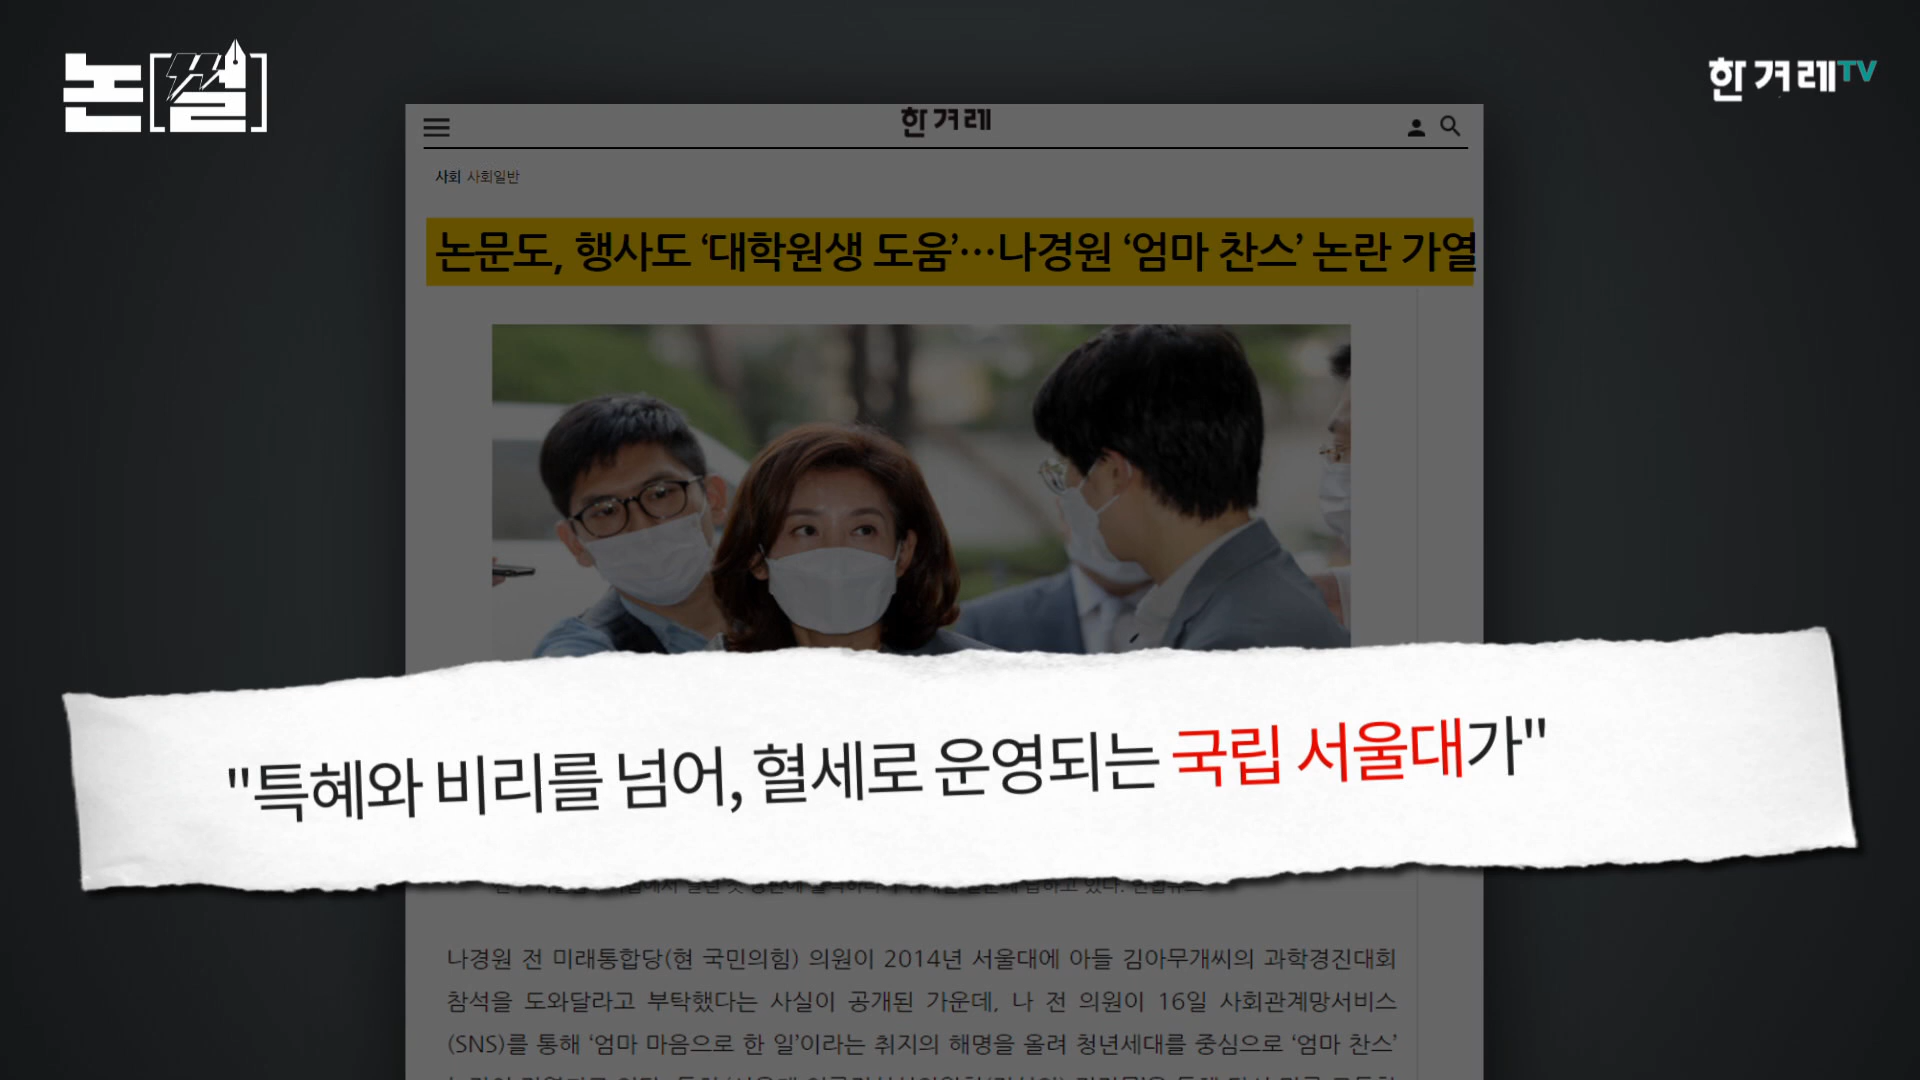 논[썰]
한겨레TV
한겨레
사회 사회일반
논문도, 행사도 ‘대학원생 도움’…나경원 ‘엄마 찬스’ 논란 가열
"특혜와 비리를 넘어, 혈세로 운영되는 국립 서울대가"
있다. 연합뉴스
나경원 전 미래통합당(현 국민의힘) 의원이 2014년 서울대에 아들 김아무개씨의 과학경진대회
참석을 도와달라고 부탁했다는 사실이 공개된 가운데, 나 전 의원이 16일 사회관계망서비스
(SNS)를 통해 ‘엄마 마음으로 한 일’이라는 취지의 해명을 올려 청년세대를 중심으로 ‘엄마 찬스’